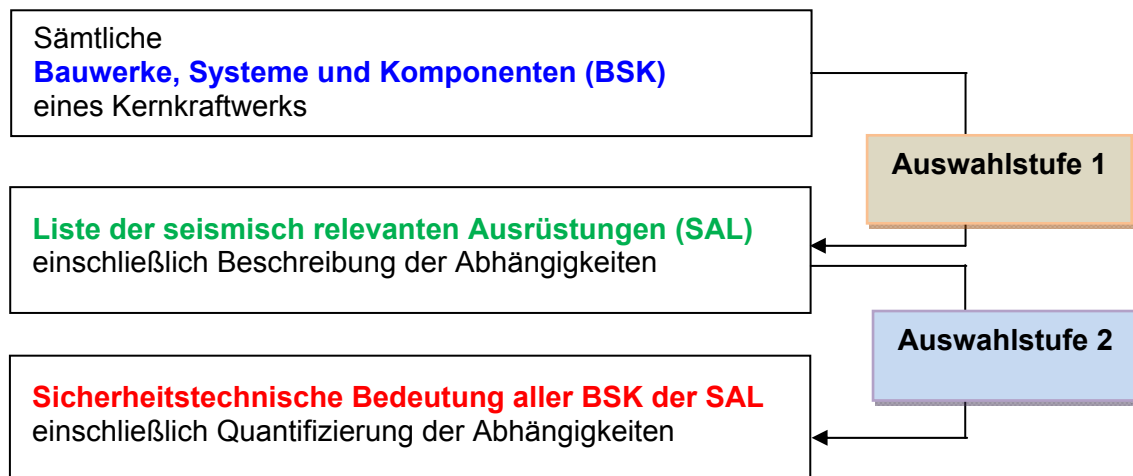 Sämtliche
Bauwerke, Systeme und Komponenten (BSK)
eines Kernkraftwerks
Auswahlstufe 1
Liste der seismisch relevanten Ausrüstungen (SAL)
einschließlich Beschreibung der Abhängigkeiten
Auswahlstufe 2
Sicherheitstechnische Bedeutung aller BSK der SAL
einschließlich Quantifizierung der Abhängigkeiten